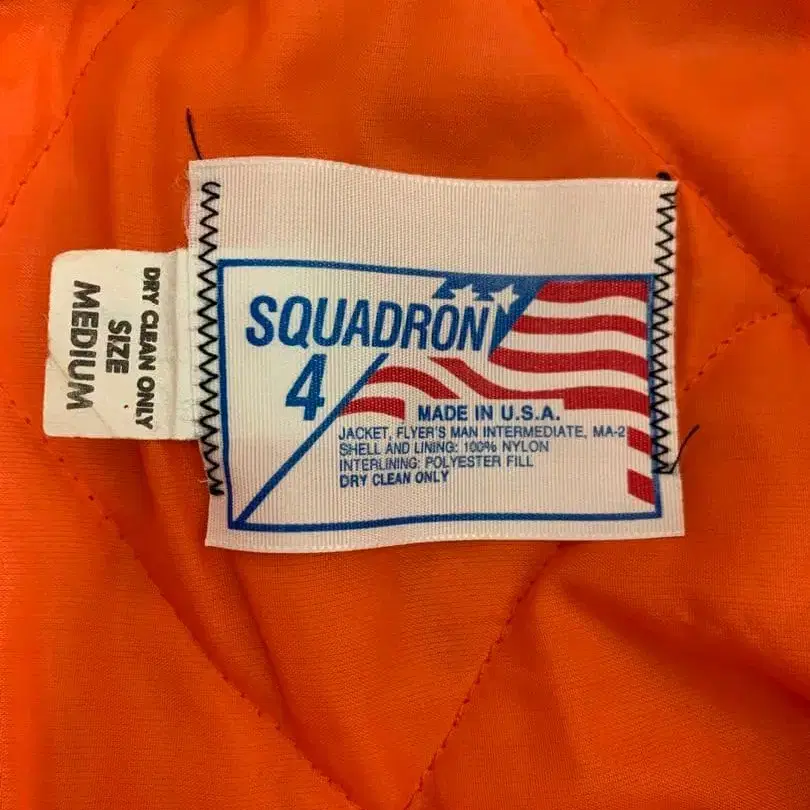 SQUADRON
4
MADE IN U.S.A.
JACKET, FLYER'S MAN INTERMEDIATE, MA-2
SHELL AND LINING: 100% NYLON
INTERLINING: POLYESTER FILL
DRY CLEAN ONLY
DRY CLEAN ONLY
SIZE
MEDIUM